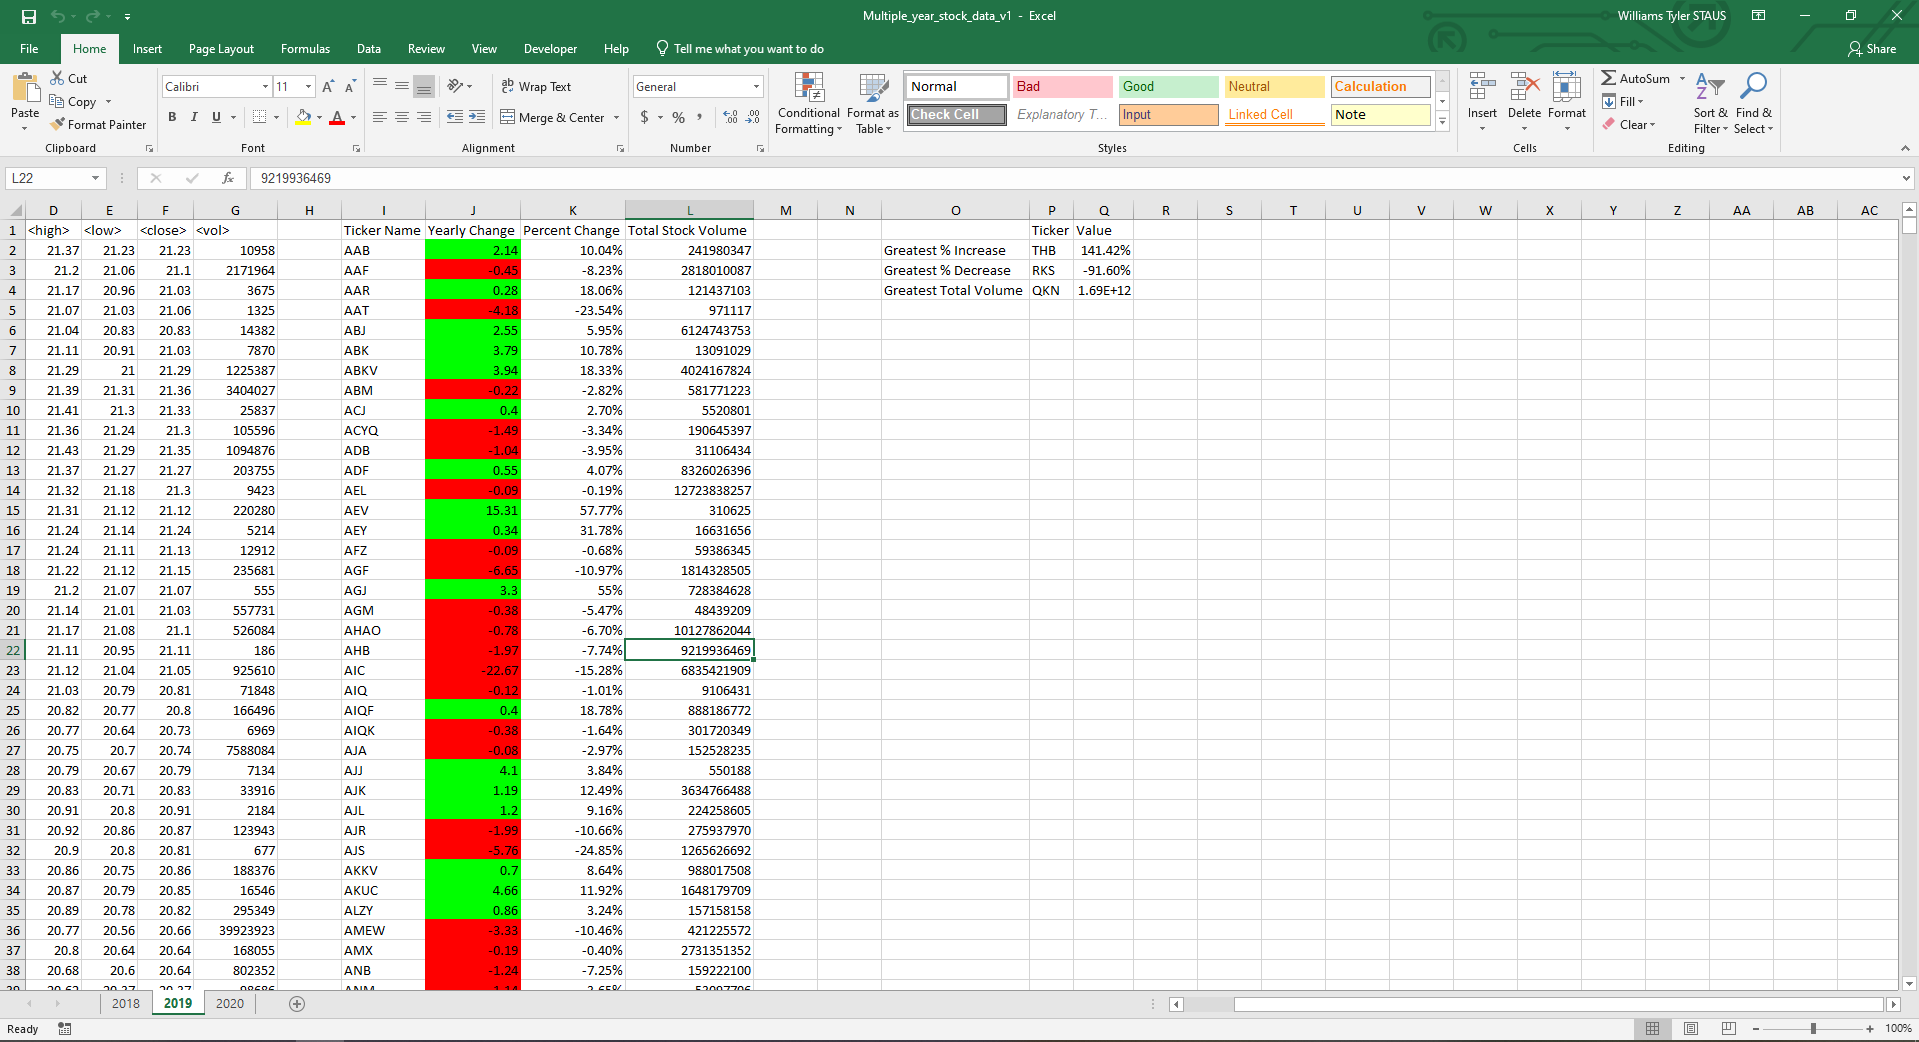 Multiple_year_stock_data_v1 - Excel
Williams Tyler STAUS
File Home Insert Page Layout Formulas Data Review View Developer Help Tell me what you want to do Share
Paste
Cut
Copy
Format Painter
Clipboard
Calibri 11
B I U
Font
Wrap Text
Merge & Center
Alignment
General
$ % ,
Number
Conditional Formatting
Format as Table
Normal Bad Good Neutral Calculation
Check Cell Explanatory T... Input Linked Cell Note
Styles
Insert Delete Format
Cells
AutoSum
Fill
Clear
Sort & Filter
Find & Select
Editing
L22 fx 9219936469
D E F G H I J K L M N O P Q R S T U V W X Y Z AA AB AC
1 <high> <low> <close> <vol> Ticker Name Yearly Change Percent Change Total Stock Volume Ticker Value
2 21.37 21.23 21.23 10958 AAB 2.14 10.04% 241980347 Greatest % Increase THB 141.42%
3 21.2 21.06 21.1 2171964 AAF -0.45 -8.23% 2818010087 Greatest % Decrease RKS -91.60%
4 21.17 20.96 21.03 3675 AAR 0.28 18.06% 121437103 Greatest Total Volume QKN 1.69E+12
5 21.07 21.03 21.06 1325 AAT -4.18 -23.54% 971117
6 21.04 20.83 20.83 14382 ABJ 2.55 5.95% 6124743753
7 21.11 20.91 21.03 7870 ABK 3.79 10.78% 13091029
8 21.29 21 21.29 1225387 ABKV 3.94 18.33% 4024167824
9 21.39 21.31 21.36 3404027 ABM -0.22 -2.82% 581771223
10 21.41 21.3 21.33 25837 ACJ 0.4 2.70% 5520801
11 21.36 21.24 21.3 105596 ACYQ -1.49 -3.34% 190645397
12 21.43 21.29 21.35 1094876 ADB -1.04 -3.95% 31106434
13 21.37 21.27 21.27 203755 ADF 0.55 4.07% 8326026396
14 21.32 21.18 21.3 9423 AEL -0.09 -0.19% 12723838257
15 21.31 21.12 21.12 220280 AEV 15.31 57.77% 310625
16 21.24 21.14 21.24 5214 AEY 0.34 31.78% 16631656
17 21.24 21.11 21.13 12912 AFZ -0.09 -0.68% 59386345
18 21.22 21.12 21.15 235681 AGF -6.65 -10.97% 1814328505
19 21.2 21.07 21.07 555 AGJ 3.3 55% 728384628
20 21.14 21.01 21.03 557731 AGM -0.38 -5.47% 48439209
21 21.17 21.08 21.1 526084 AHAO -0.78 -6.70% 10127862044
22 21.11 20.95 21.11 186 AHB -1.97 -7.74% 9219936469
23 21.12 21.04 21.05 925610 AIC -22.67 -15.28% 6835421909
24 21.03 20.79 20.81 71848 AIQ -0.12 -1.01% 9106431
25 20.82 20.77 20.8 166496 AIQF 0.4 18.78% 888186772
26 20.77 20.64 20.73 6969 AIQK -0.38 -1.64% 301720349
27 20.75 20.7 20.74 7588084 AJA -0.08 -2.97% 152528235
28 20.79 20.67 20.79 7134 AJJ 4.1 3.84% 550188
29 20.83 20.71 20.83 33916 AJK 1.19 12.49% 3634766488
30 20.91 20.8 20.91 2184 AJL 1.2 9.16% 224258605
31 20.92 20.86 20.87 123943 AJR -1.99 -10.66% 275937970
32 20.9 20.8 20.81 677 AJS -5.76 -24.85% 1265626692
33 20.86 20.75 20.86 188376 AKKV 0.7 8.64% 988017508
34 20.87 20.79 20.85 16546 AKUC 4.66 11.92% 1648179709
35 20.89 20.78 20.82 295349 ALZY 0.86 3.24% 157158158
36 20.77 20.56 20.66 39923923 AMEW -3.33 -10.46% 421225572
37 20.8 20.64 20.64 168055 AMX -0.19 -0.40% 2731351352
38 20.68 20.6 20.64 802352 ANB -1.24 -7.25% 159222100
2018 2019 2020
Ready
100%